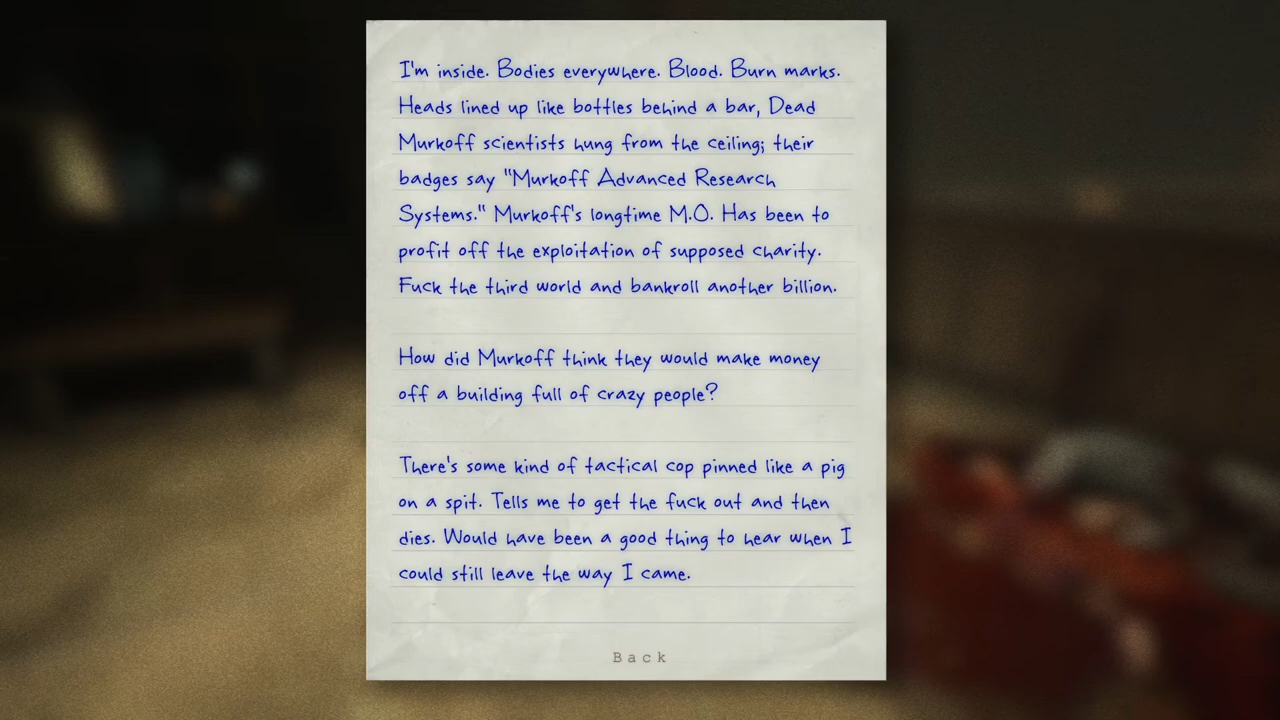 I'm inside. Bodies everywhere. Blood. Burn marks.
Heads lined up like bottles behind a bar, Dead
Murkoff scientists hung from the ceiling; their
badges say "Murkoff Advanced Research
Systems." Murkoff's longtime M.O. Has been to
profit off the exploitation of supposed charity.
Fuck the third world and bankroll another billion.
How did Murkoff think they would make money
off a building full of crazy people?
There's some kind of tactical cop pinned like a pig
on a spit. Tells me to get the fuck out and then
dies. Would have been a good thing to hear when I
could still leave the way I came.
Back